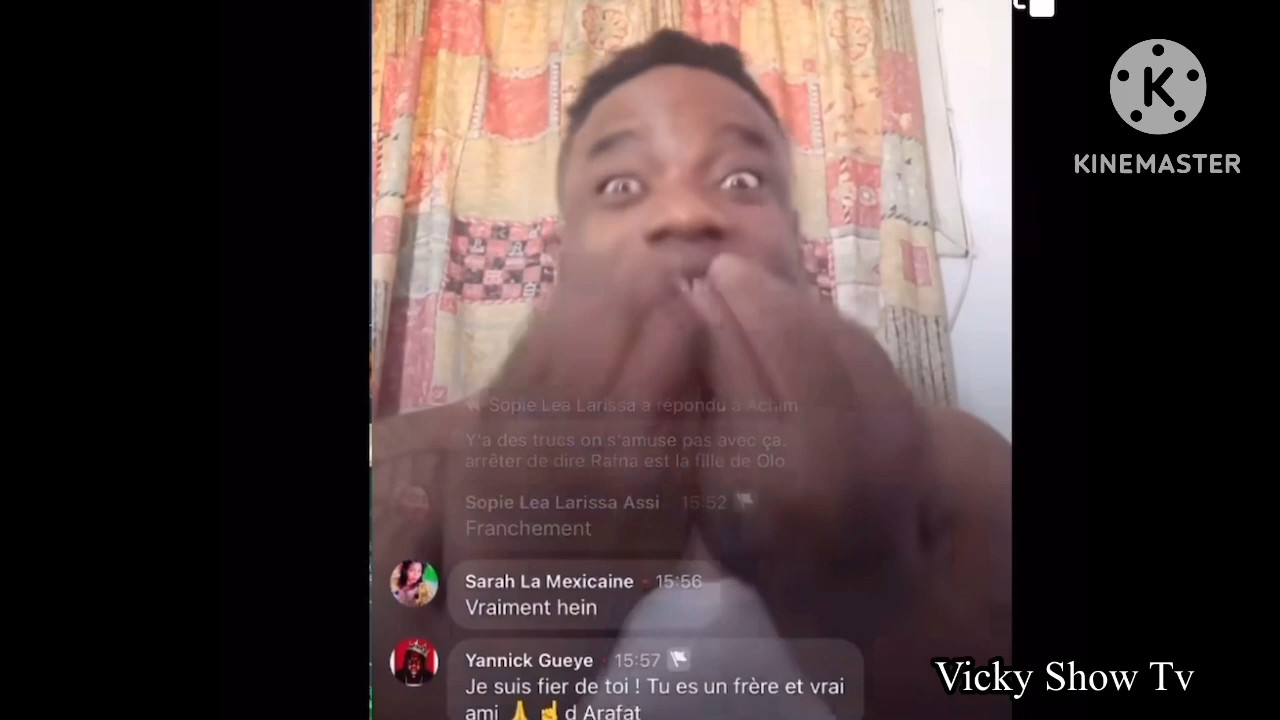 K
KINEMASTER
Sopie Lea Larissa a répondu à Achim
Y'a des trucs on s'amuse pas avec ça.
arrêter de dire Rafna est la fille de Olo
Sopie Lea Larissa Assi 15:52
Franchement
Sarah La Mexicaine 15:56
Vraiment hein
Yannick Gueye 15:57
Je suis fier de toi ! Tu es un frère et vrai
ami 🙏☝️d Arafat
Vicky Show Tv